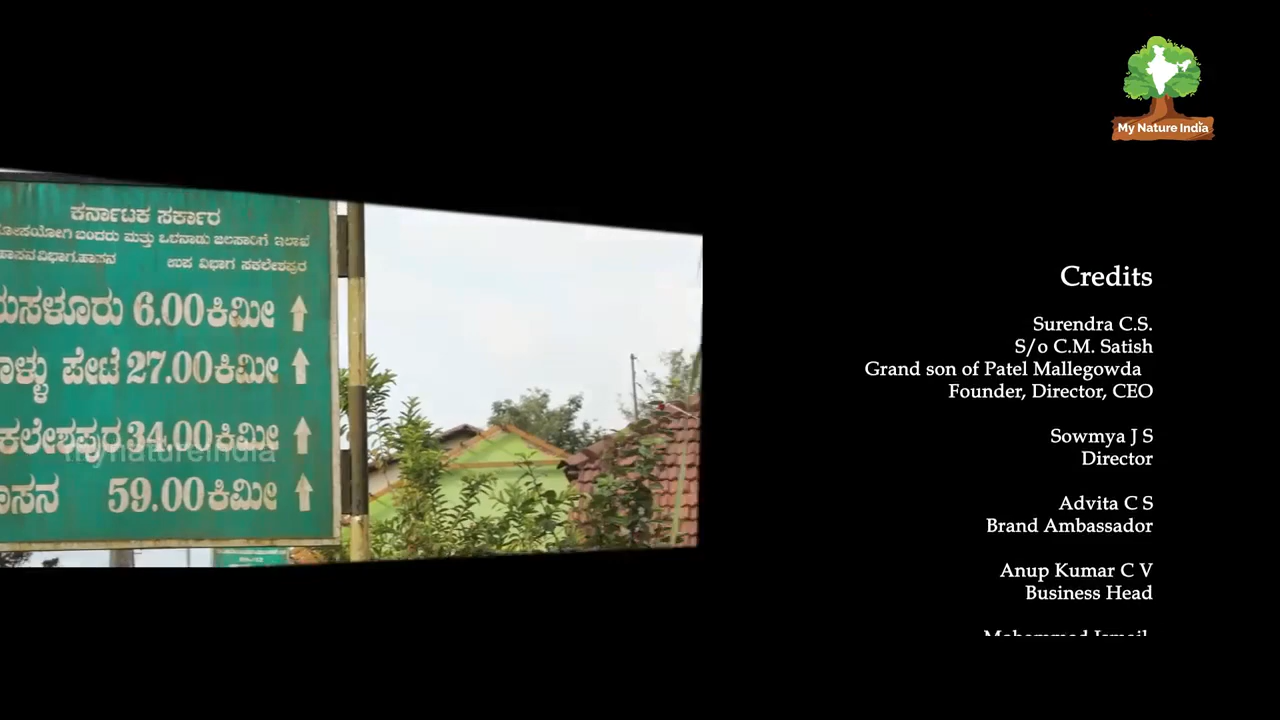 My Nature India
ಕರ್ನಾಟಕ ಸರ್ಕಾರ
ಬಂದರು ಮತ್ತು ಒಳನಾಡು ಜಲಸಾರಿಗೆ ಇಲಾಖೆ
ಹಾಸನ ವಿಭಾಗ.ಹಾಸನ ಉಪ ವಿಭಾಗ ಸಕಲೇಶಪುರ
6.00ಕಿಮೀ ↑
ಪೇಟೆ 27.00ಕಿಮೀ ↑
34.00ಕಿಮೀ ↑
59.00ಕಿಮೀ ↑
mynatureindia
Credits
Surendra C.S.
S/o C.M. Satish
Grand son of Patel Mallegowda
Founder, Director, CEO
Sowmya J S
Director
Advita C S
Brand Ambassador
Anup Kumar C V
Business Head